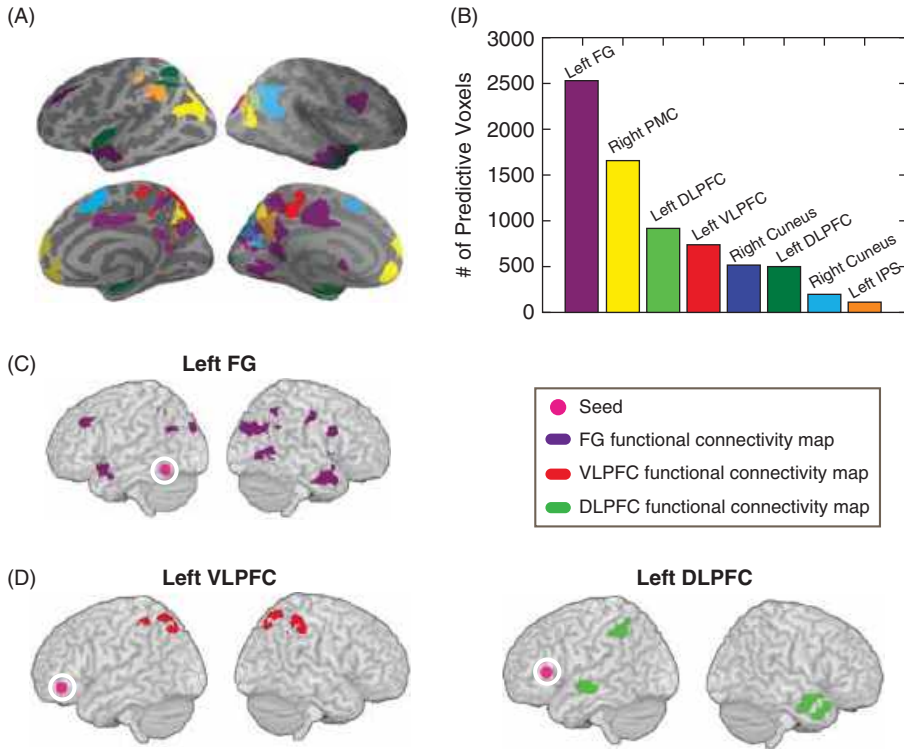 (A)
(B)
# of Predictive Voxels
3000
2500
2000
1500
1000
500
0
Left FG
Right PMC
Left DLPFC
Left VLPFC
Right Cuneus
Left DLPFC
Right Cuneus
Left IPS
(C)
Left FG
Seed
FG functional connectivity map
VLPFC functional connectivity map
DLPFC functional connectivity map
(D)
Left VLPFC
Left DLPFC